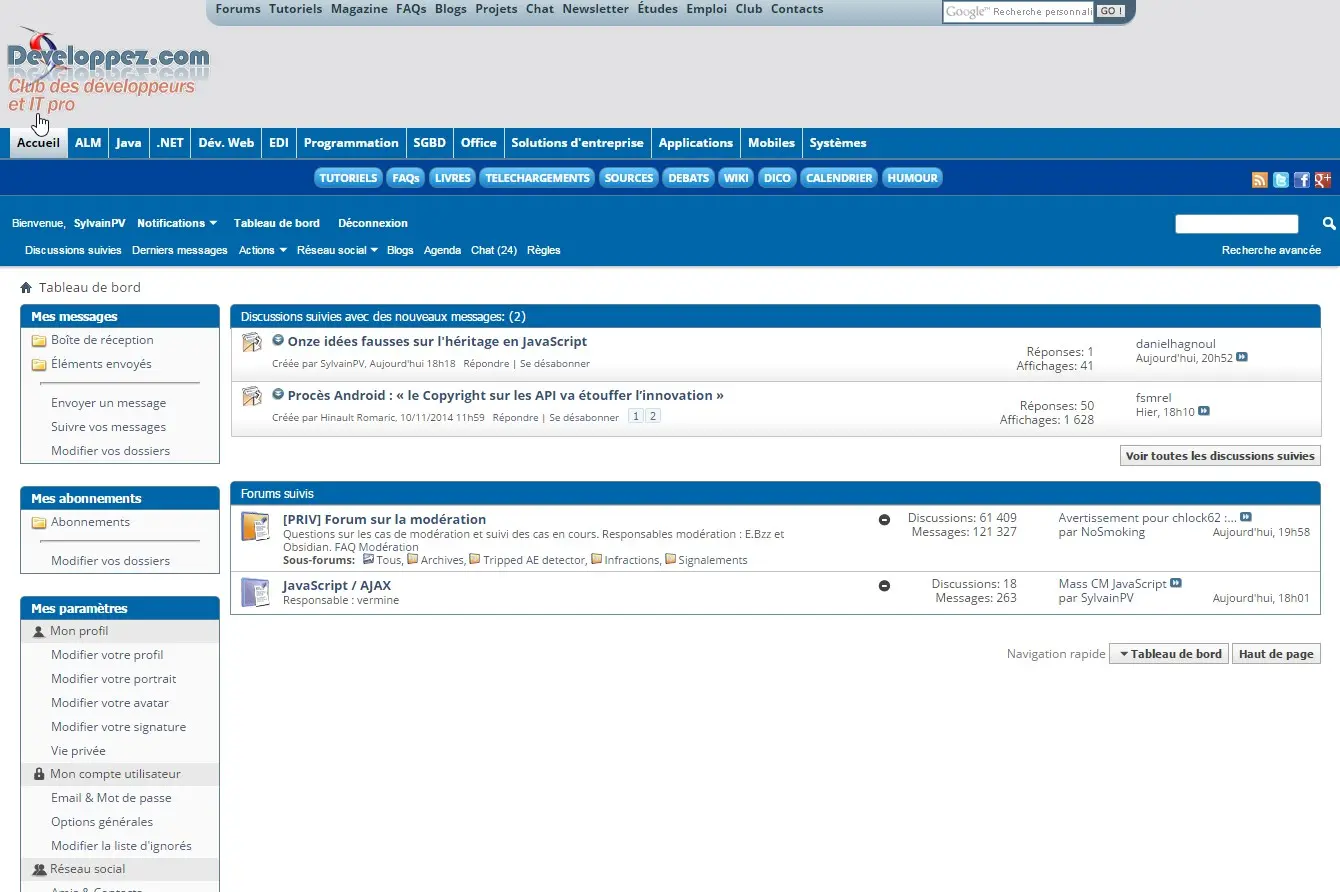 Forums Tutoriels Magazine FAQs Blogs Projets Chat Newsletter Études Emploi Club Contacts
Google™ Recherche personnali GO !
Developpez.com
Club des développeurs
et IT pro
Accueil ALM Java .NET Dév. Web EDI Programmation SGBD Office Solutions d'entreprise Applications Mobiles Systèmes
TUTORIELS FAQs LIVRES TELECHARGEMENTS SOURCES DEBATS WIKI DICO CALENDRIER HUMOUR
Bienvenue, SylvainPV Notifications Tableau de bord Déconnexion
Discussions suivies Derniers messages Actions Réseau social Blogs Agenda Chat (24) Règles
Recherche avancée
Tableau de bord
Mes messages
Boîte de réception
Éléments envoyés
Envoyer un message
Suivre vos messages
Modifier vos dossiers
Mes abonnements
Abonnements
Modifier vos dossiers
Mes paramètres
Mon profil
Modifier votre profil
Modifier votre portrait
Modifier votre avatar
Modifier votre signature
Vie privée
Mon compte utilisateur
Email & Mot de passe
Options générales
Modifier la liste d'ignorés
Réseau social
Amis & Contacts
Discussions suivies avec des nouveaux messages: (2)
Onze idées fausses sur l'héritage en JavaScript
Créée par SylvainPV, Aujourd'hui 18h18 Répondre | Se désabonner
Réponses: 1
Affichages: 41
danielhagnoul
Aujourd'hui, 20h52
Procès Android : « le Copyright sur les API va étouffer l’innovation »
Créée par Hinault Romaric, 10/11/2014 11h59 Répondre | Se désabonner 1 2
Réponses: 50
Affichages: 1 628
fsmrel
Hier, 18h10
Voir toutes les discussions suivies
Forums suivis
[PRIV] Forum sur la modération
Questions sur les cas de modération et suivi des cas en cours. Responsables modération : E.Bzz et
Obsidian. FAQ Modération
Sous-forums: Tous, Archives, Tripped AE detector, Infractions, Signalements
Discussions: 61 409
Messages: 121 327
Avertissement pour chlock62 :...
par NoSmoking Aujourd'hui, 19h58
JavaScript / AJAX
Responsable : vermine
Discussions: 18
Messages: 263
Mass CM JavaScript
par SylvainPV Aujourd'hui, 18h01
Navigation rapide Tableau de bord Haut de page